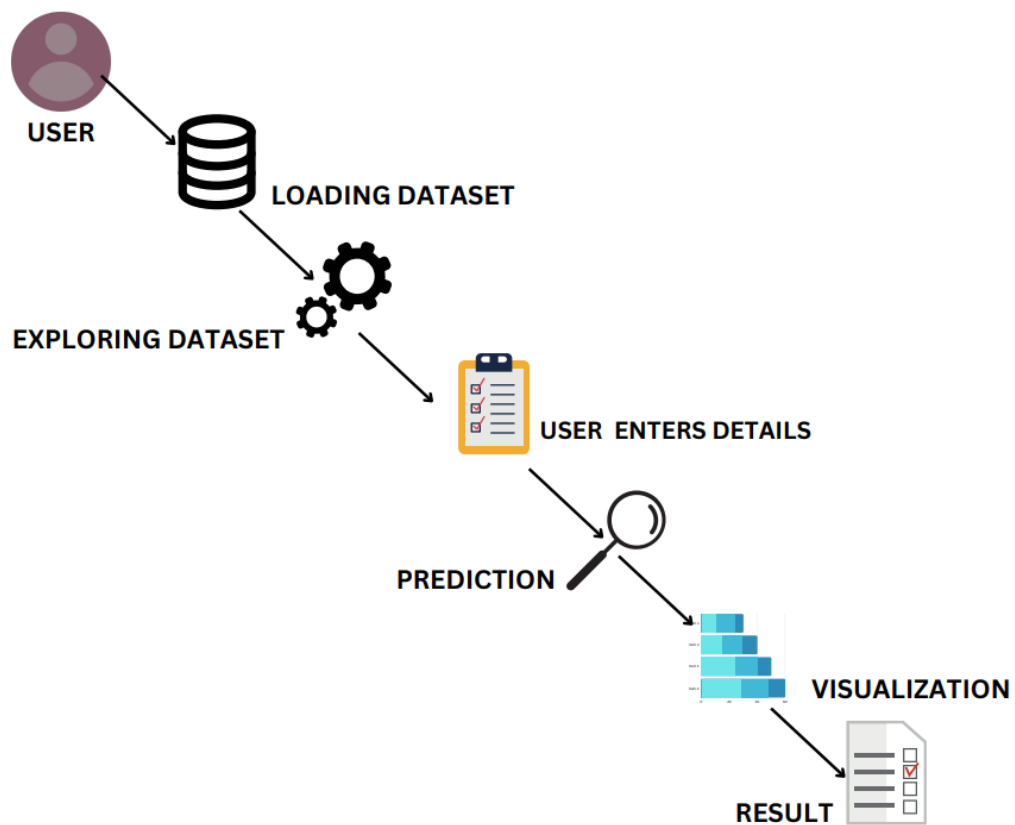 USER
LOADING DATASET
EXPLORING DATASET
USER ENTERS DETAILS
PREDICTION
VISUALIZATION
RESULT